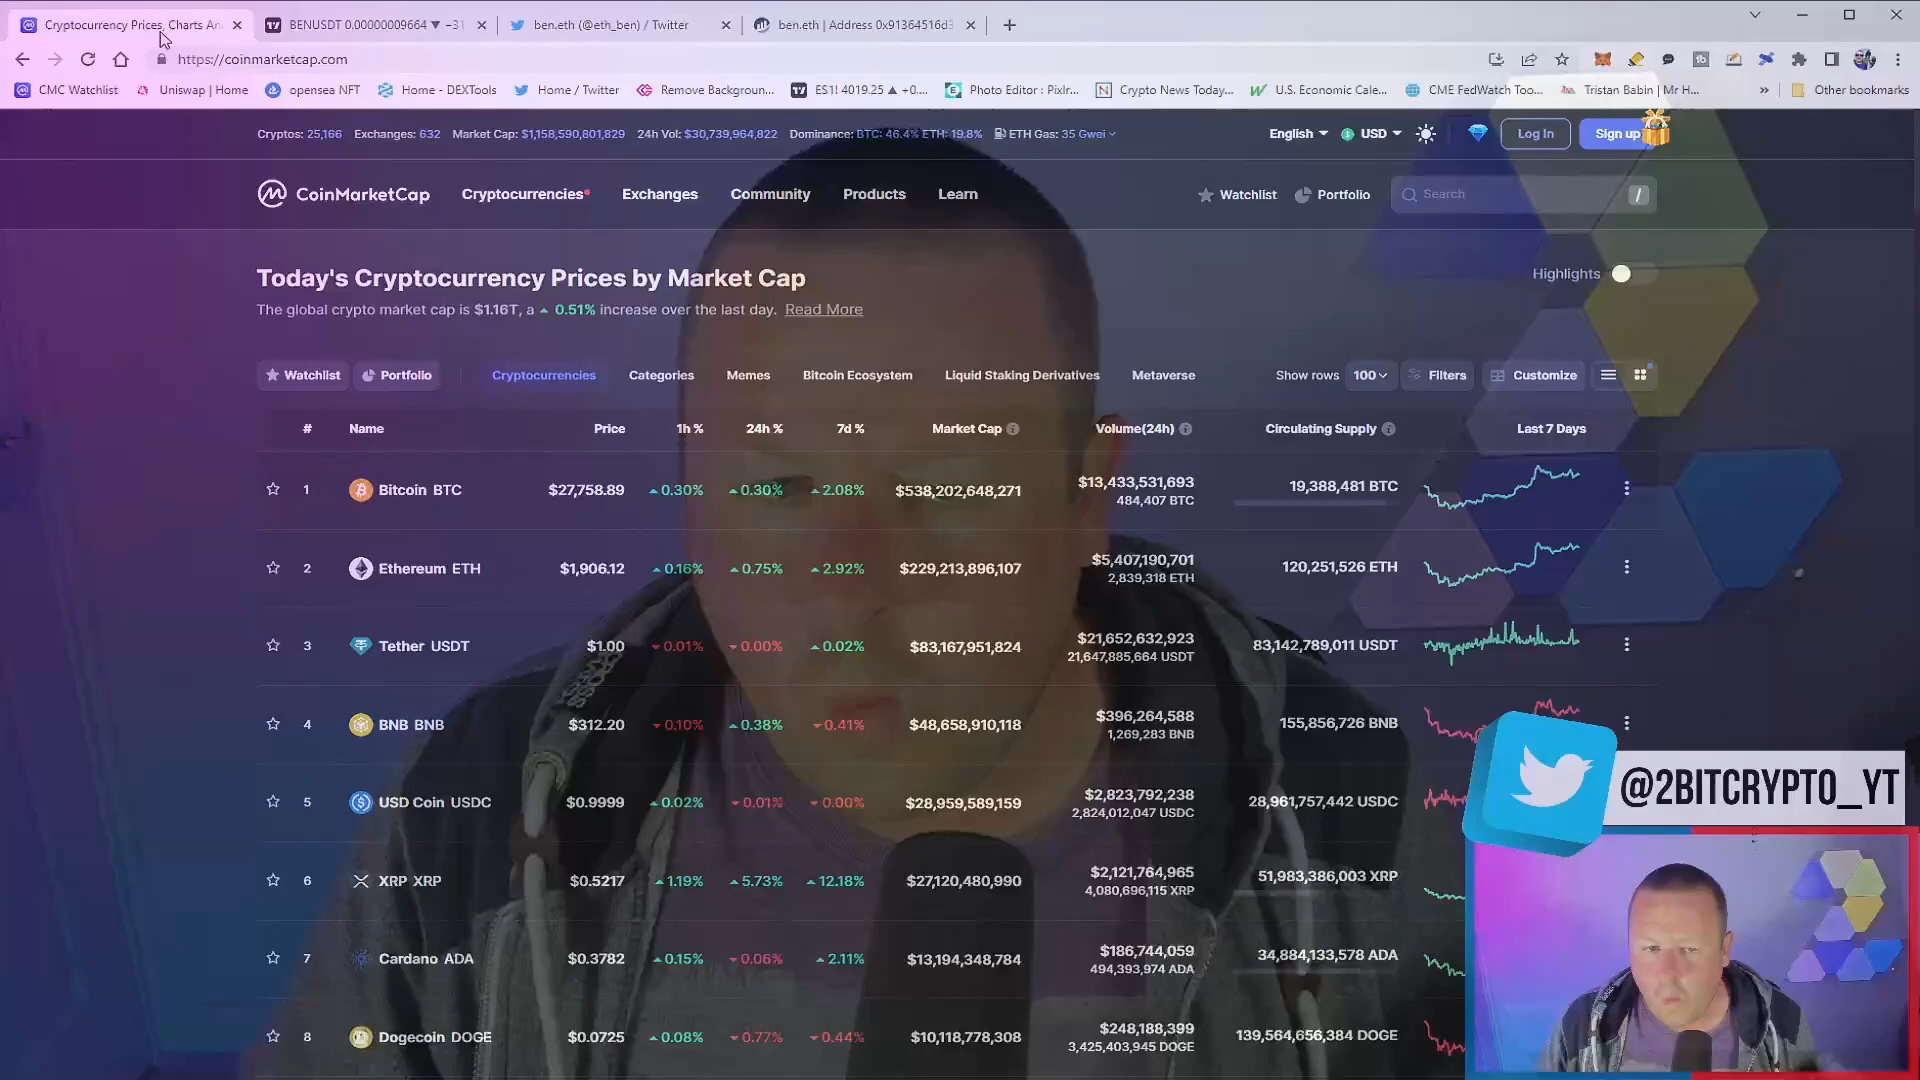 Cryptocurrency Prices, Charts An
BENUSDT 0.00000009664 ▼ −31
ben.eth (@eth_ben) / Twitter
ben.eth | Address 0x91364516d3
https://coinmarketcap.com
CMC Watchlist
Uniswap | Home
opensea NFT
Home - DEXTools
Home / Twitter
Remove Backgroun...
ES1! 4019.25 ▲ +0....
Photo Editor : Pixlr...
Crypto News Today...
U.S. Economic Cale...
CME FedWatch Too...
Tristan Babin | Mr H...
»
Other bookmarks
Cryptos: 25,166 Exchanges: 632 Market Cap: $1,158,590,801,829 24h Vol: $30,739,964,822 Dominance: BTC: 46.4% ETH: 19.8% ETH Gas: 35 Gwei
English USD Log In Sign up
CoinMarketCap Cryptocurrencies Exchanges Community Products Learn
Watchlist Portfolio Search /
Today's Cryptocurrency Prices by Market Cap
Highlights
The global crypto market cap is $1.16T, a ▲ 0.51% increase over the last day. Read More
Watchlist Portfolio Cryptocurrencies Categories Memes Bitcoin Ecosystem Liquid Staking Derivatives Metaverse Show rows 100 Filters Customize
# Name Price 1h % 24h % 7d % Market Cap Volume(24h) Circulating Supply Last 7 Days
1 Bitcoin BTC $27,758.89 ▲ 0.30% ▲ 0.30% ▲ 2.08% $538,202,648,271 $13,433,531,693 19,388,481 BTC
484,407 BTC
2 Ethereum ETH $1,906.12 ▲ 0.16% ▲ 0.75% ▲ 2.92% $229,213,896,107 $5,407,190,701 120,251,526 ETH
2,839,318 ETH
3 Tether USDT $1.00 ▼ 0.01% ▼ 0.00% ▲ 0.02% $83,167,951,824 $21,652,632,923 83,142,789,011 USDT
21,647,885,664 USDT
4 BNB BNB $312.20 ▼ 0.10% ▲ 0.38% ▼ 0.41% $48,658,910,118 $396,264,588 155,856,726 BNB
1,269,283 BNB
5 USD Coin USDC $0.9999 ▲ 0.02% ▼ 0.01% ▼ 0.00% $28,959,589,159 $2,823,792,238 28,961,757,442 USDC
2,824,012,047 USDC
@2BITCRYPTO_YT
6 XRP XRP $0.5217 ▲ 1.19% ▲ 5.73% ▲ 12.18% $27,120,480,990 $2,121,764,965 51,983,386,003 XRP
4,080,696,115 XRP
7 Cardano ADA $0.3782 ▲ 0.15% ▼ 0.06% ▲ 2.11% $13,194,348,784 $186,744,059 34,884,133,578 ADA
494,393,974 ADA
8 Dogecoin DOGE $0.0725 ▲ 0.08% ▼ 0.77% ▼ 0.44% $10,118,778,308 $248,188,399 139,564,656,384 DOGE
3,425,403,945 DOGE